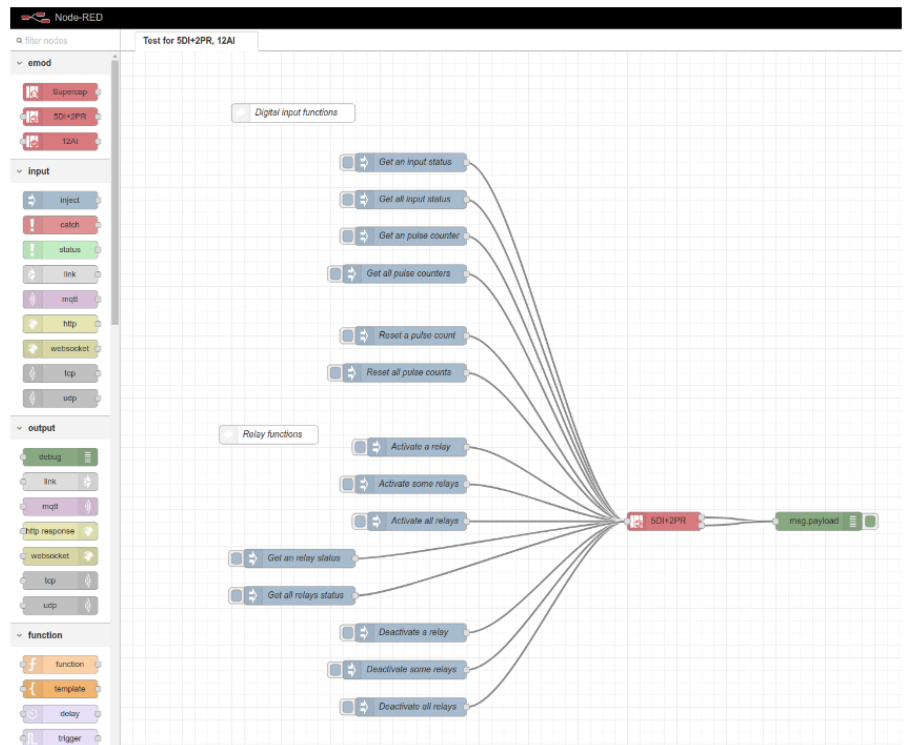 Node-RED
filter nodes
Test for 5DI+2PR, 12AI
emod
Supercap
5DI+2PR
12AI
input
inject
catch
status
link
mqtt
http
websocket
tcp
udp
output
debug
link
mqtt
http response
websocket
tcp
udp
function
function
template
delay
trigger
Digital input functions
Get an input status
Get all input status
Get an pulse counter
Get all pulse counters
Reset a pulse count
Reset all pulse counts
Relay functions
Activate a relay
Activate some relays
Activate all relays
Get an relay status
Get all relays status
Deactivate a relay
Deactivate some relays
Deactivate all relays
5DI+2PR
msg.payload